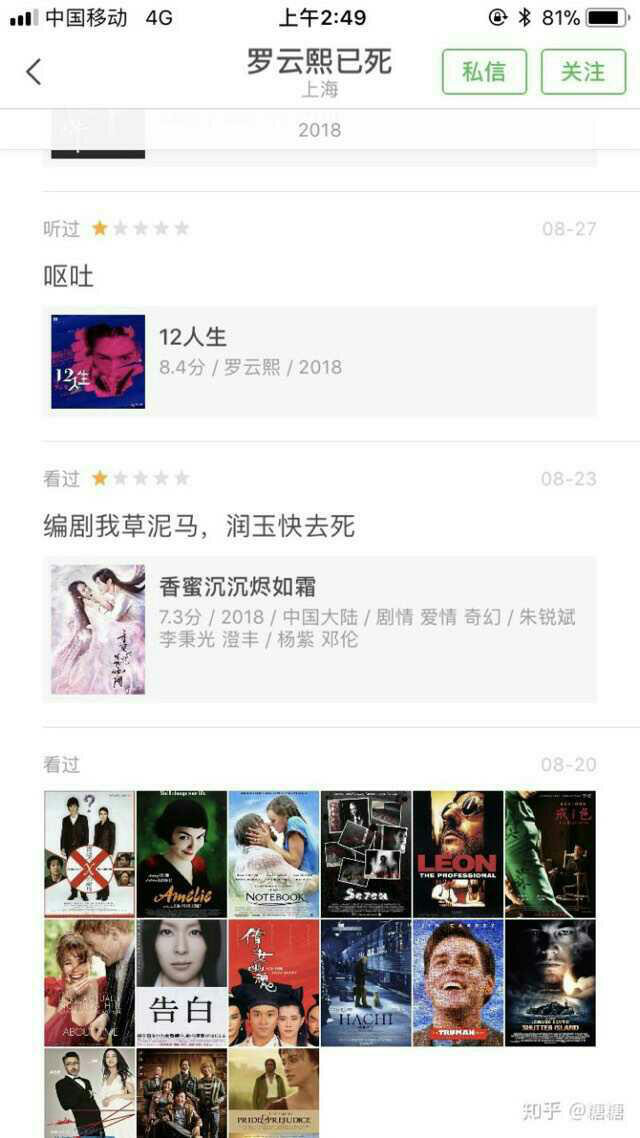 中国移动 4G 上午2:49 81%
罗云熙已死
上海
私信
关注
2018
听过
08-27
呕吐
12人生
12人生
8.4分 / 罗云熙 / 2018
看过
08-23
编剧我草泥马，润玉快去死
香蜜沉沉烬如霜
7.3分 / 2018 / 中国大陆 / 剧情 爱情 奇幻 / 朱锐斌
李秉光 澄丰 / 杨紫 邓伦
看过
08-20
?
X
Amélie
NOTEBOOK
Se7en
LEON
THE PROFESSIONAL
戒|色
ABOUT TIME
告白
倩女幽魂
HACHI
TRUMAN
SHUTTER ISLAND
PRIDE & PREJUDICE
知乎 @糖糖